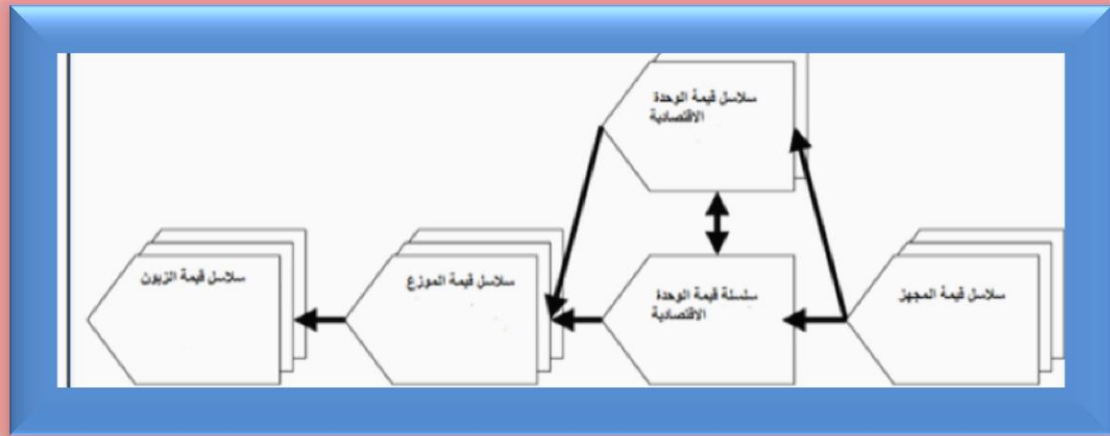 سلاسل قيمة الوحدة
الاقتصادية
سلاسل قيمة المجهز
سلسلة قيمة الوحدة
الاقتصادية
سلاسل قيمة الموزع
سلاسل قيمة الزبون